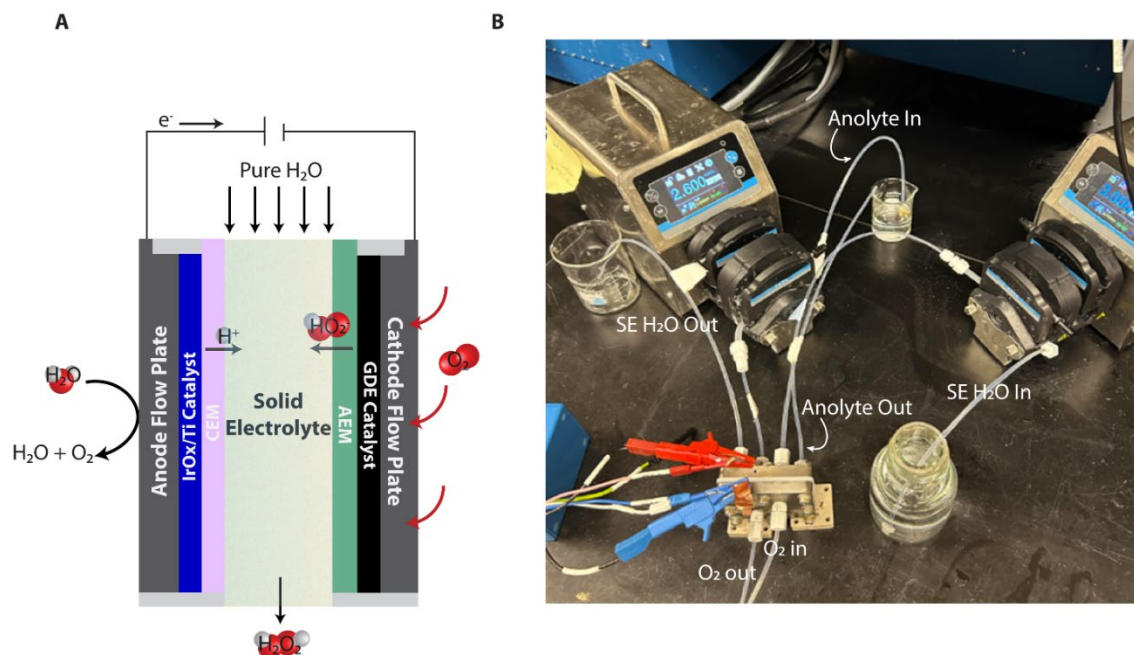 A
e⁻
Pure H₂O
H⁺
HO₂⁻
O₂
H₂O
H₂O + O₂
Anode Flow Plate
IrOx/Ti Catalyst
CEM
Solid
Electrolyte
AEM
GDE Catalyst
Cathode Flow Plate
H₂O₂
B
Anolyte In
2.600
3.00
SE H₂O Out
SE H₂O In
Anolyte Out
O₂ in
O₂ out